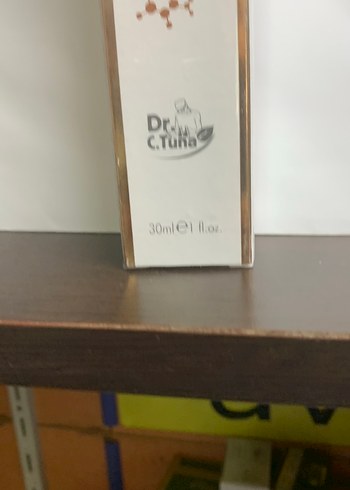 Dr.
C.Tuna
30ml ℮ 1 fl.oz.